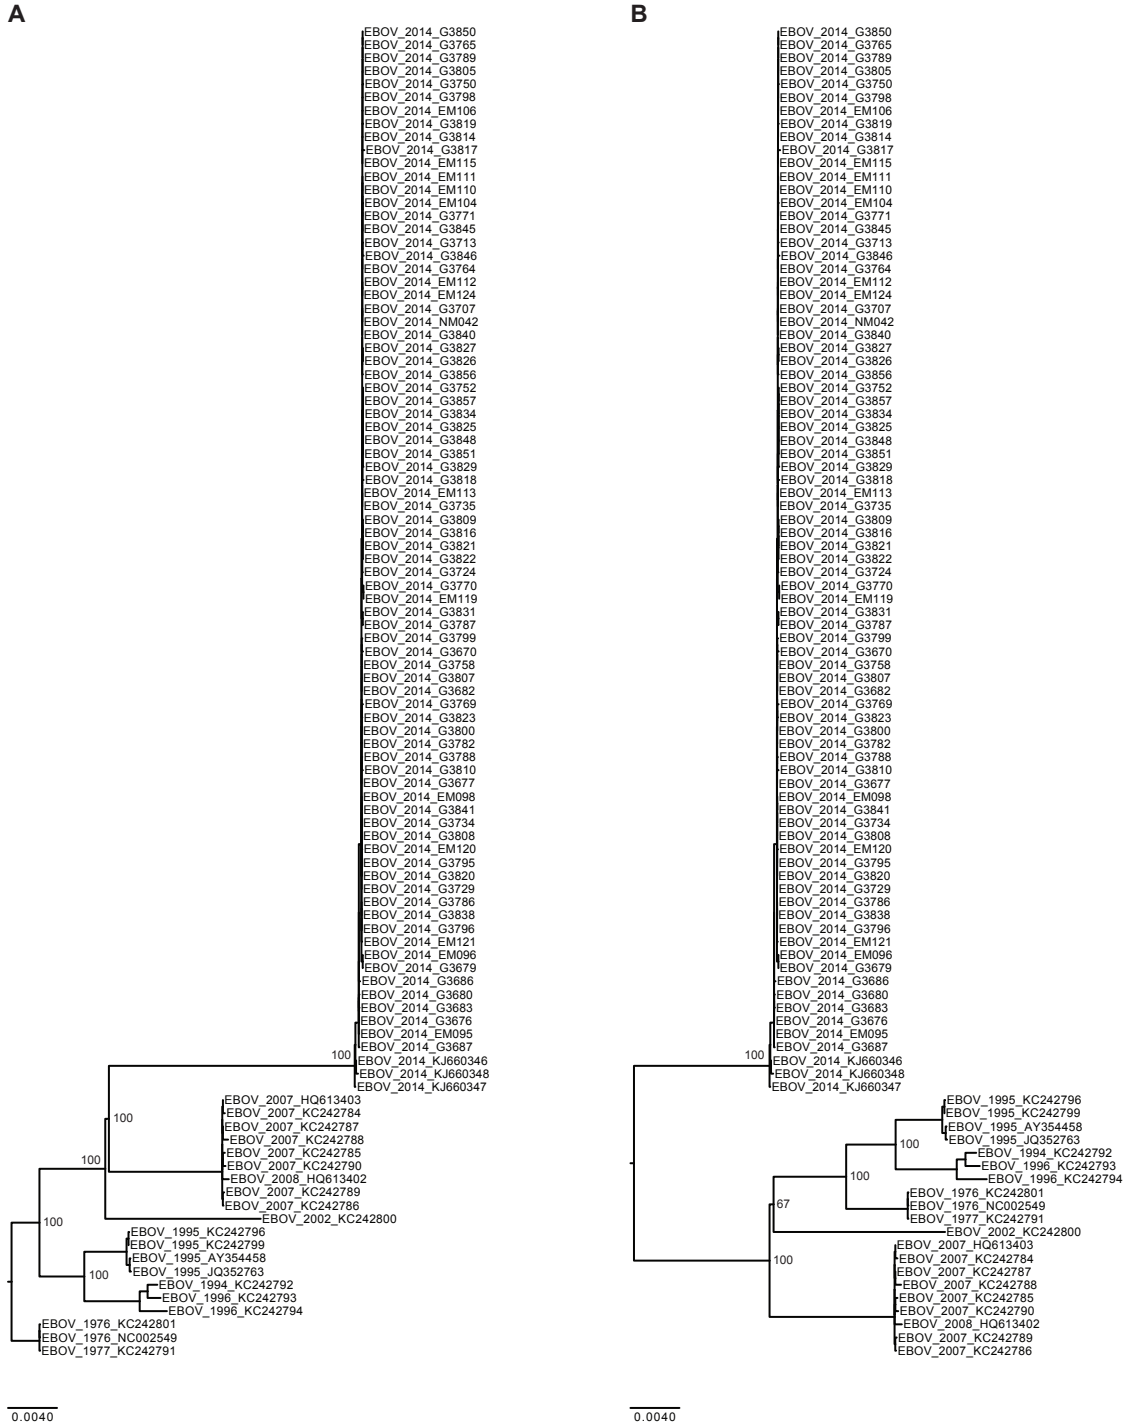 A
EBOV_2014_G3850
EBOV_2014_G3765
EBOV_2014_G3789
EBOV_2014_G3805
EBOV_2014_G3750
EBOV_2014_G3798
EBOV_2014_EM106
EBOV_2014_G3819
EBOV_2014_G3814
EBOV_2014_G3817
EBOV_2014_EM115
EBOV_2014_EM111
EBOV_2014_EM110
EBOV_2014_EM104
EBOV_2014_G3771
EBOV_2014_G3845
EBOV_2014_G3713
EBOV_2014_G3846
EBOV_2014_G3764
EBOV_2014_EM112
EBOV_2014_EM124
EBOV_2014_G3707
EBOV_2014_NM042
EBOV_2014_G3840
EBOV_2014_G3827
EBOV_2014_G3826
EBOV_2014_G3856
EBOV_2014_G3752
EBOV_2014_G3857
EBOV_2014_G3834
EBOV_2014_G3825
EBOV_2014_G3848
EBOV_2014_G3851
EBOV_2014_G3829
EBOV_2014_G3818
EBOV_2014_EM113
EBOV_2014_G3735
EBOV_2014_G3809
EBOV_2014_G3816
EBOV_2014_G3821
EBOV_2014_G3822
EBOV_2014_G3724
EBOV_2014_G3770
EBOV_2014_EM119
EBOV_2014_G3831
EBOV_2014_G3787
EBOV_2014_G3799
EBOV_2014_G3670
EBOV_2014_G3758
EBOV_2014_G3807
EBOV_2014_G3682
EBOV_2014_G3769
EBOV_2014_G3823
EBOV_2014_G3800
EBOV_2014_G3782
EBOV_2014_G3788
EBOV_2014_G3810
EBOV_2014_G3677
EBOV_2014_EM098
EBOV_2014_G3841
EBOV_2014_G3734
EBOV_2014_G3808
EBOV_2014_EM120
EBOV_2014_G3795
EBOV_2014_G3820
EBOV_2014_G3729
EBOV_2014_G3786
EBOV_2014_G3838
EBOV_2014_G3796
EBOV_2014_EM121
EBOV_2014_EM096
EBOV_2014_G3679
EBOV_2014_G3686
EBOV_2014_G3680
EBOV_2014_G3683
EBOV_2014_G3676
EBOV_2014_EM095
EBOV_2014_G3687
100
EBOV_2014_KJ660346
EBOV_2014_KJ660348
EBOV_2014_KJ660347
EBOV_2007_HQ613403
EBOV_2007_KC242784
100
EBOV_2007_KC242787
EBOV_2007_KC242788
EBOV_2007_KC242785
100
EBOV_2007_KC242790
EBOV_2008_HQ613402
EBOV_2007_KC242789
EBOV_2007_KC242786
EBOV_2002_KC242800
100
EBOV_1995_KC242796
EBOV_1995_KC242799
EBOV_1995_AY354458
EBOV_1995_JQ352763
100
EBOV_1994_KC242792
EBOV_1996_KC242793
EBOV_1996_KC242794
EBOV_1976_KC242801
EBOV_1976_NC002549
EBOV_1977_KC242791
0.0040
B
EBOV_2014_G3850
EBOV_2014_G3765
EBOV_2014_G3789
EBOV_2014_G3805
EBOV_2014_G3750
EBOV_2014_G3798
EBOV_2014_EM106
EBOV_2014_G3819
EBOV_2014_G3814
EBOV_2014_G3817
EBOV_2014_EM115
EBOV_2014_EM111
EBOV_2014_EM110
EBOV_2014_EM104
EBOV_2014_G3771
EBOV_2014_G3845
EBOV_2014_G3713
EBOV_2014_G3846
EBOV_2014_G3764
EBOV_2014_EM112
EBOV_2014_EM124
EBOV_2014_G3707
EBOV_2014_NM042
EBOV_2014_G3840
EBOV_2014_G3827
EBOV_2014_G3826
EBOV_2014_G3856
EBOV_2014_G3752
EBOV_2014_G3857
EBOV_2014_G3834
EBOV_2014_G3825
EBOV_2014_G3848
EBOV_2014_G3851
EBOV_2014_G3829
EBOV_2014_G3818
EBOV_2014_EM113
EBOV_2014_G3735
EBOV_2014_G3809
EBOV_2014_G3816
EBOV_2014_G3821
EBOV_2014_G3822
EBOV_2014_G3724
EBOV_2014_G3770
EBOV_2014_EM119
EBOV_2014_G3831
EBOV_2014_G3787
EBOV_2014_G3799
EBOV_2014_G3670
EBOV_2014_G3758
EBOV_2014_G3807
EBOV_2014_G3682
EBOV_2014_G3769
EBOV_2014_G3823
EBOV_2014_G3800
EBOV_2014_G3782
EBOV_2014_G3788
EBOV_2014_G3810
EBOV_2014_G3677
EBOV_2014_EM098
EBOV_2014_G3841
EBOV_2014_G3734
EBOV_2014_G3808
EBOV_2014_EM120
EBOV_2014_G3795
EBOV_2014_G3820
EBOV_2014_G3729
EBOV_2014_G3786
EBOV_2014_G3838
EBOV_2014_G3796
EBOV_2014_EM121
EBOV_2014_EM096
EBOV_2014_G3679
EBOV_2014_G3686
EBOV_2014_G3680
EBOV_2014_G3683
EBOV_2014_G3676
EBOV_2014_EM095
EBOV_2014_G3687
100
EBOV_2014_KJ660346
EBOV_2014_KJ660348
EBOV_2014_KJ660347
EBOV_1995_KC242796
EBOV_1995_KC242799
EBOV_1995_AY354458
EBOV_1995_JQ352763
100
EBOV_1994_KC242792
EBOV_1996_KC242793
100
EBOV_1996_KC242794
EBOV_1976_KC242801
67
EBOV_1976_NC002549
EBOV_1977_KC242791
EBOV_2002_KC242800
EBOV_2007_HQ613403
100
EBOV_2007_KC242784
EBOV_2007_KC242787
EBOV_2007_KC242788
EBOV_2007_KC242785
EBOV_2007_KC242790
EBOV_2008_HQ613402
EBOV_2007_KC242789
EBOV_2007_KC242786
0.0040